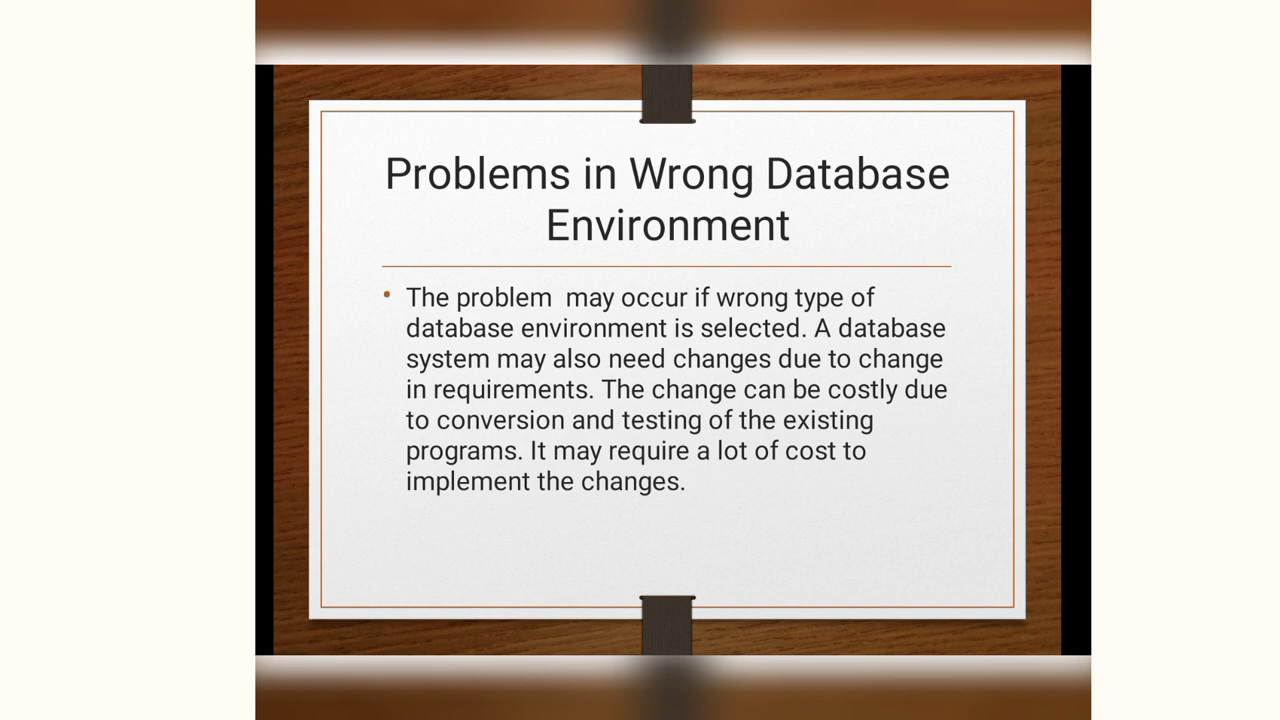 Problems in Wrong Database
Environment
• The problem  may occur if wrong type of
database environment is selected. A database
system may also need changes due to change
in requirements. The change can be costly due
to conversion and testing of the existing
programs. It may require a lot of cost to
implement the changes.